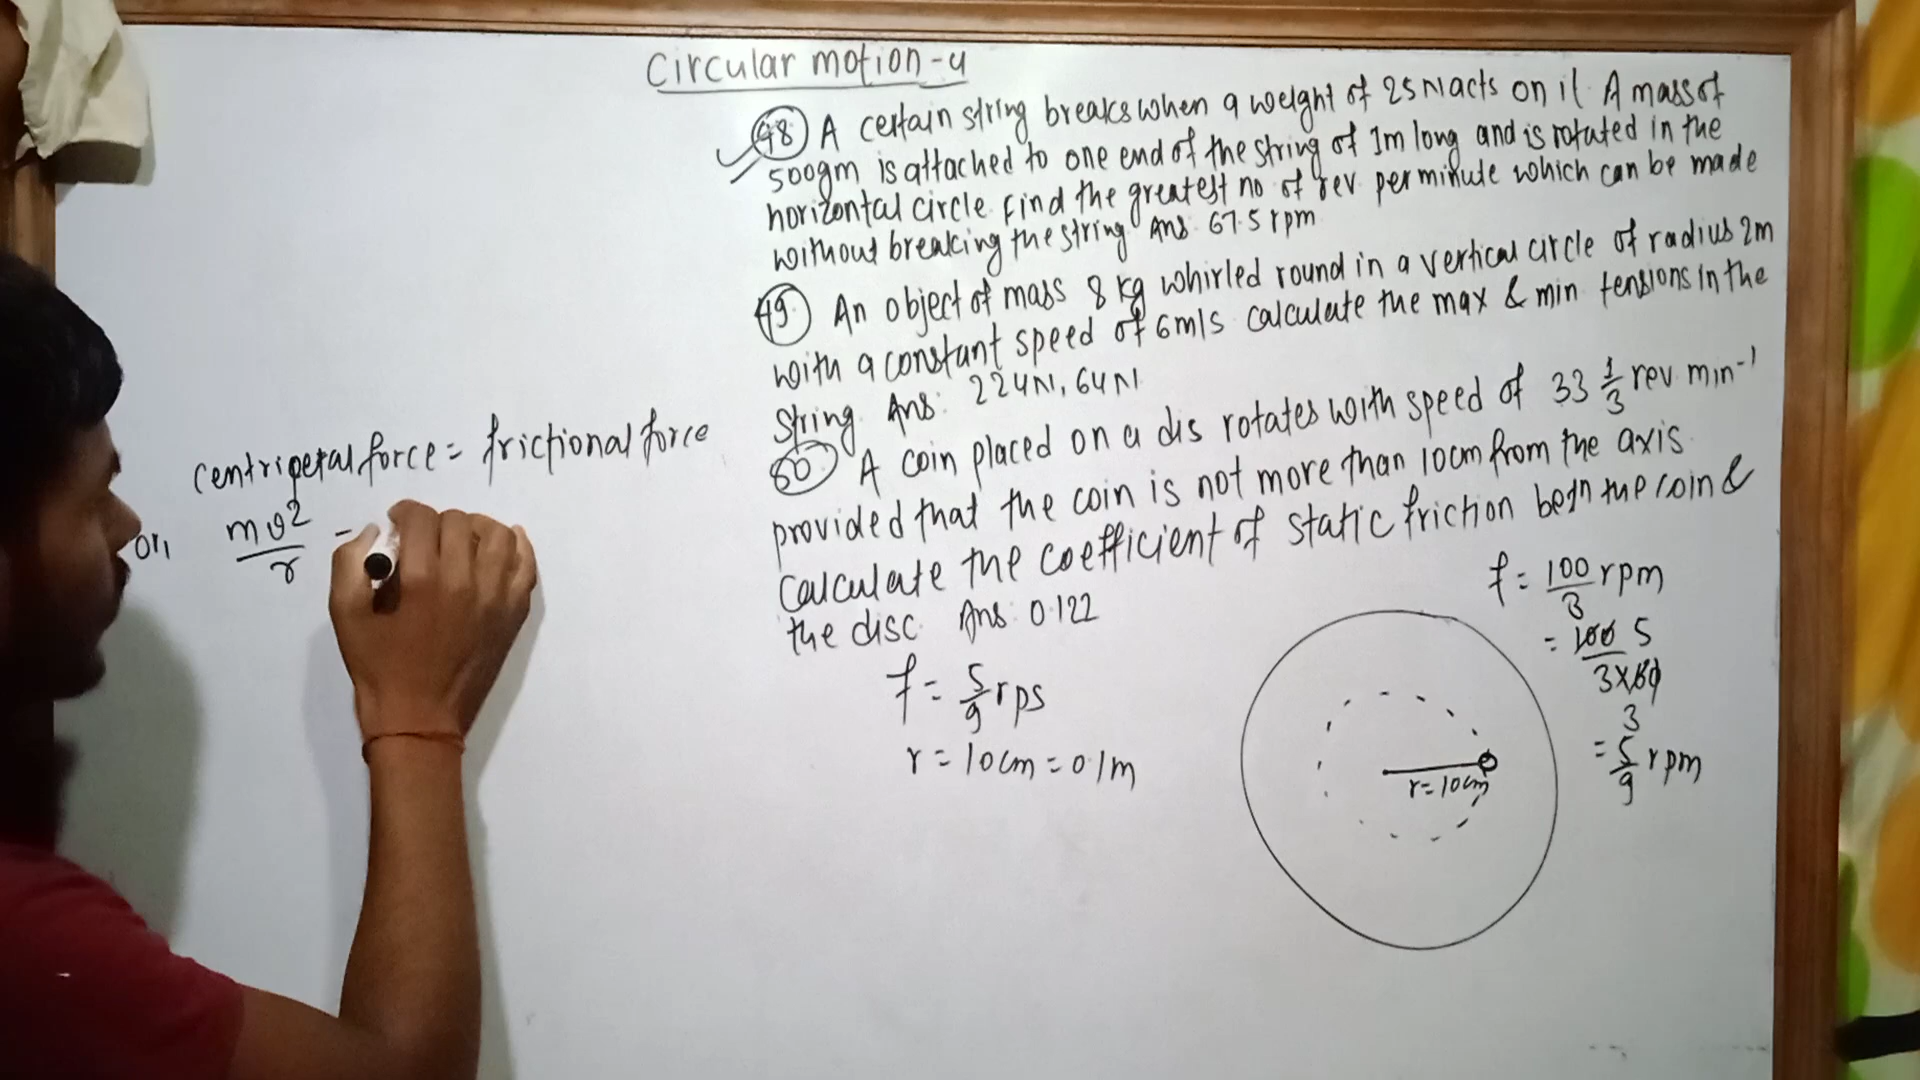 Circular motion-4
48 A certain string breaks when a weight of 25N acts on it. A mass of
500gm is attached to one end of the string of 1m long and is rotated in the
horizontal circle. find the greatest no of rev. per minute which can be made
without breaking the string Ans. 67.5 rpm
49 An object of mass 8 kg whirled round in a vertical circle of radius 2m
with a constant speed of 6m/s calculate the max & min tensions in the
string. Ans: 224N, 64N
50 A coin placed on a dis rotates with speed of 33 1/3 rev min⁻¹
provided that the coin is not more than 10cm from the axis.
calculate the coefficient of static friction betn the coin &
the disc. Ans: 0.122
centripetal force = frictional force
or, mv²/r =
f = 5/9 rps
r = 10cm = 0.1m
r = 10cm
f = 100/3 rpm
= 100 5
3×60
3
= 5/9 rpm